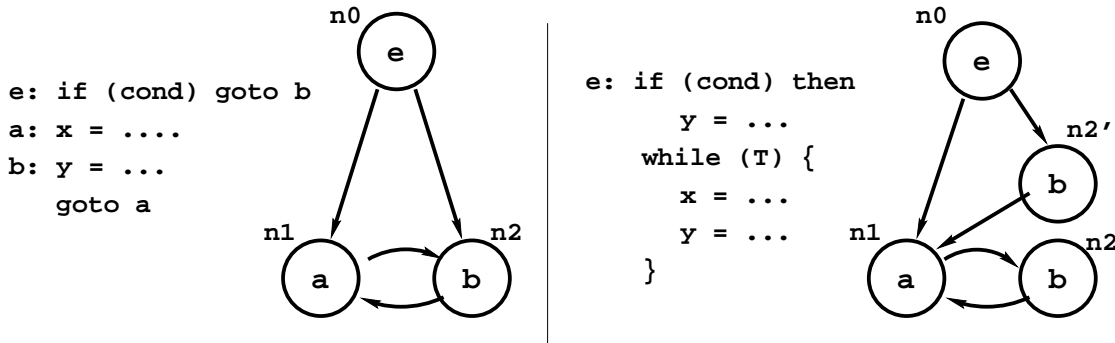 n0
e
e: if (cond) goto b
a: x = ....
b: y = ...
goto a
n1
n2
a
b
n0
e
e: if (cond) then
y = ...
while (T) {
x = ...
y = ...
}
n2'
b
n1
n2
a
b